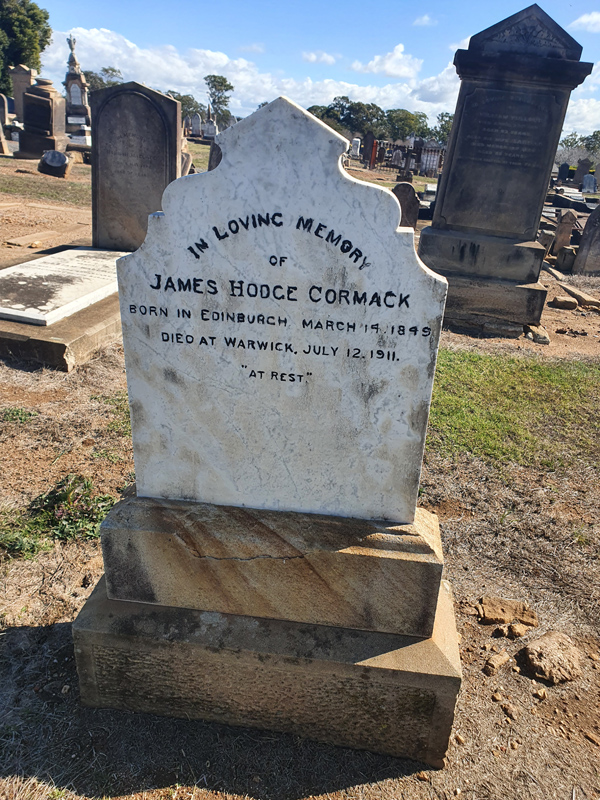 IN LOVING MEMORY
OF
JAMES HODGE CORMACK
BORN IN EDINBURGH, MARCH 14, 1849
DIED AT WARWICK, JULY 12, 1911.
"AT REST."